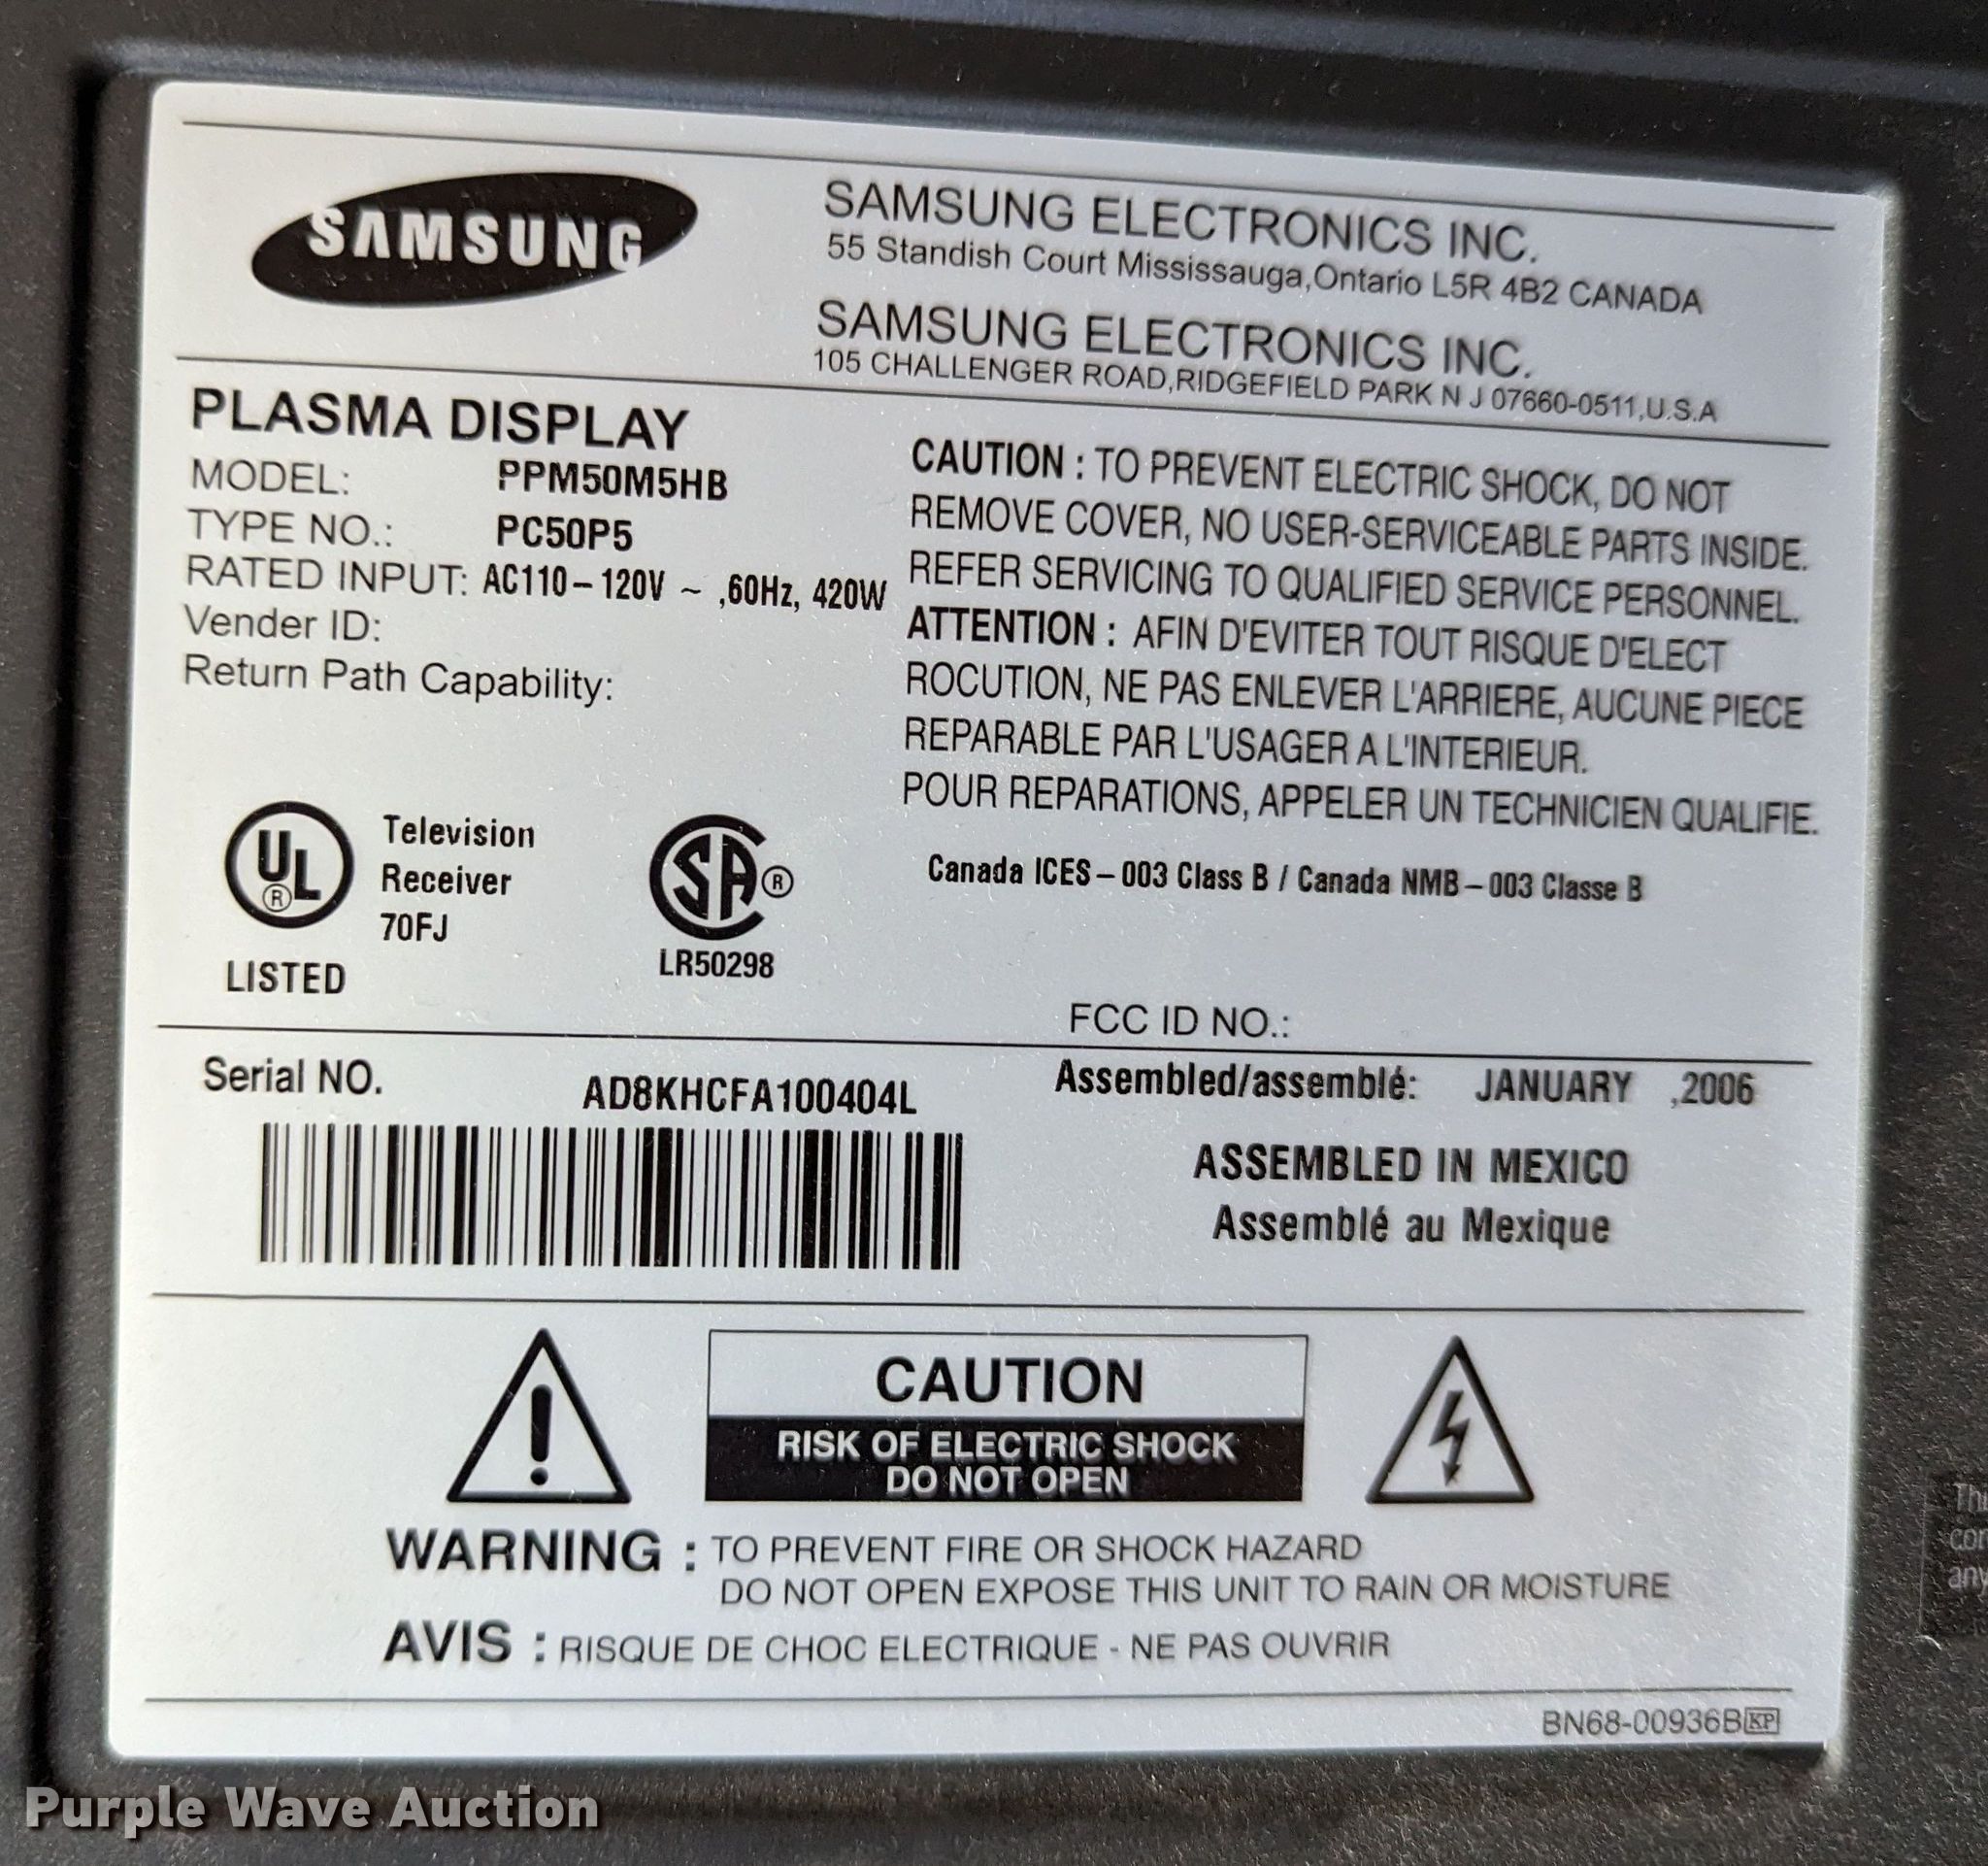 SAMSUNG
SAMSUNG ELECTRONICS INC.
55 Standish Court Mississauga,Ontario L5R 4B2 CANADA
SAMSUNG ELECTRONICS INC.
105 CHALLENGER ROAD,RIDGEFIELD PARK N J 07660-0511,U.S.A
PLASMA DISPLAY
MODEL: PPM50M5HB
TYPE NO.: PC50P5
RATED INPUT: AC110-120V ~ ,60Hz, 420W
Vender ID:
Return Path Capability:
CAUTION : TO PREVENT ELECTRIC SHOCK, DO NOT
REMOVE COVER, NO USER-SERVICEABLE PARTS INSIDE.
REFER SERVICING TO QUALIFIED SERVICE PERSONNEL.
ATTENTION : AFIN D'EVITER TOUT RISQUE D'ELECT
ROCUTION, NE PAS ENLEVER L'ARRIERE, AUCUNE PIECE
REPARABLE PAR L'USAGER A L'INTERIEUR.
POUR REPARATIONS, APPELER UN TECHNICIEN QUALIFIE.
UL ®
Television
Receiver
70FJ
LISTED
SA ®
LR50298
Canada ICES-003 Class B / Canada NMB-003 Classe B
FCC ID NO.:
Serial NO. AD8KHCFA100404L
Assembled/assemblé: JANUARY ,2006
ASSEMBLED IN MEXICO
Assemblé au Mexique
CAUTION
RISK OF ELECTRIC SHOCK
DO NOT OPEN
WARNING : TO PREVENT FIRE OR SHOCK HAZARD
DO NOT OPEN EXPOSE THIS UNIT TO RAIN OR MOISTURE
AVIS : RISQUE DE CHOC ELECTRIQUE - NE PAS OUVRIR
BN68-00936B KP
Purple Wave Auction